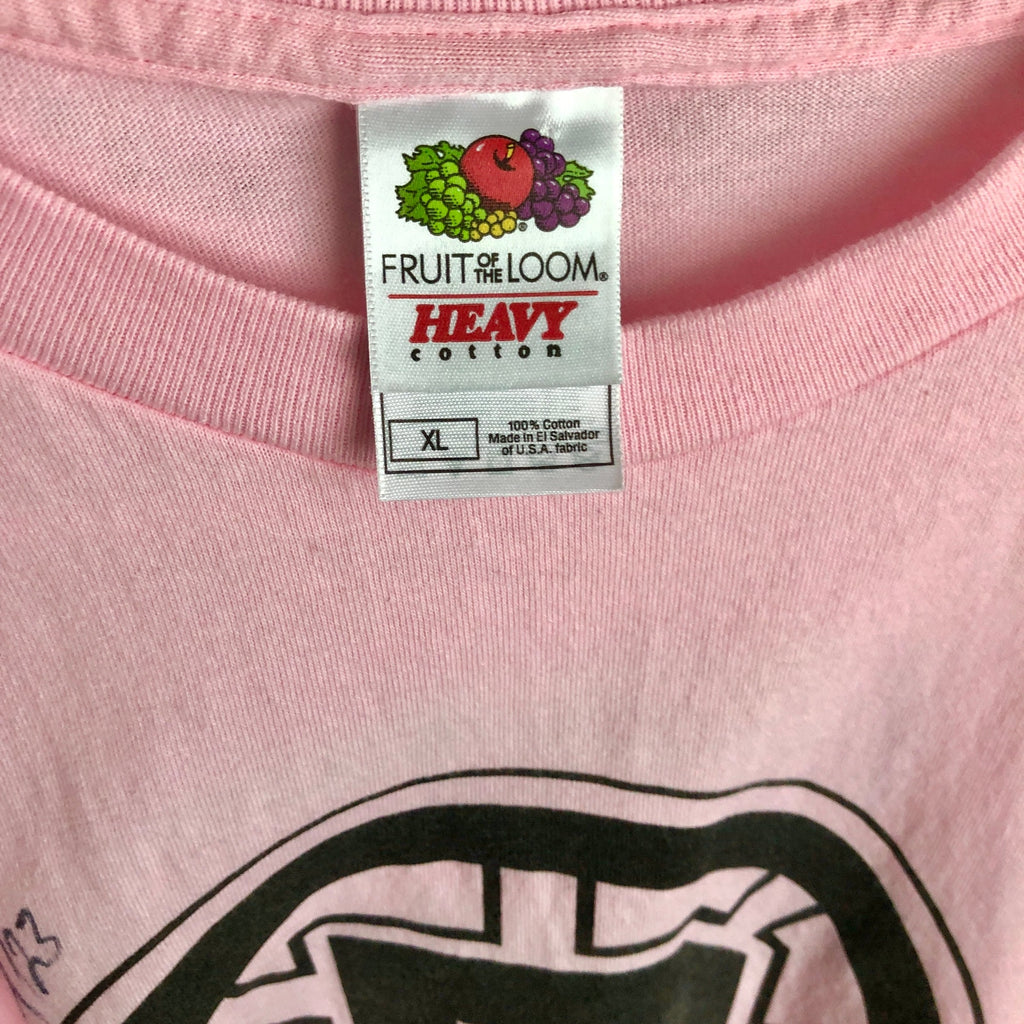 FRUIT OF THE LOOM®
HEAVY
cotton
XL
100% Cotton
Made in El Salvador
of U.S.A. fabric